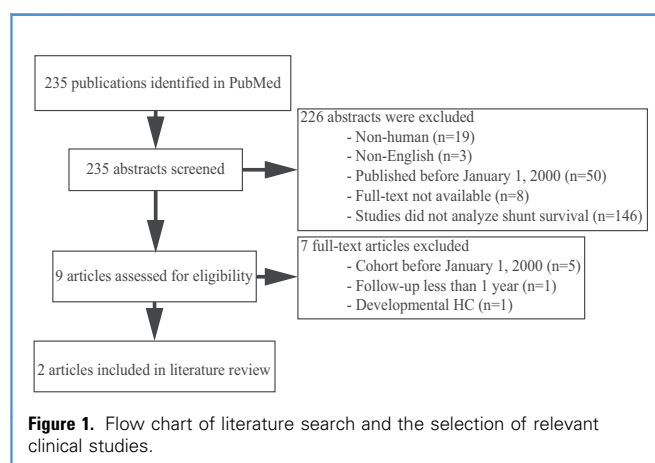 235 publications identified in PubMed
226 abstracts were excluded
- Non-human (n=19)
- Non-English (n=3)
- Published before January 1, 2000 (n=50)
- Full-text not available (n=8)
- Studies did not analyze shunt survival (n=146)
235 abstracts screened
7 full-text articles excluded
- Cohort before January 1, 2000 (n=5)
- Follow-up less than 1 year (n=1)
- Developmental HC (n=1)
9 articles assessed for eligibility
2 articles included in literature review
Figure 1. Flow chart of literature search and the selection of relevant
clinical studies.